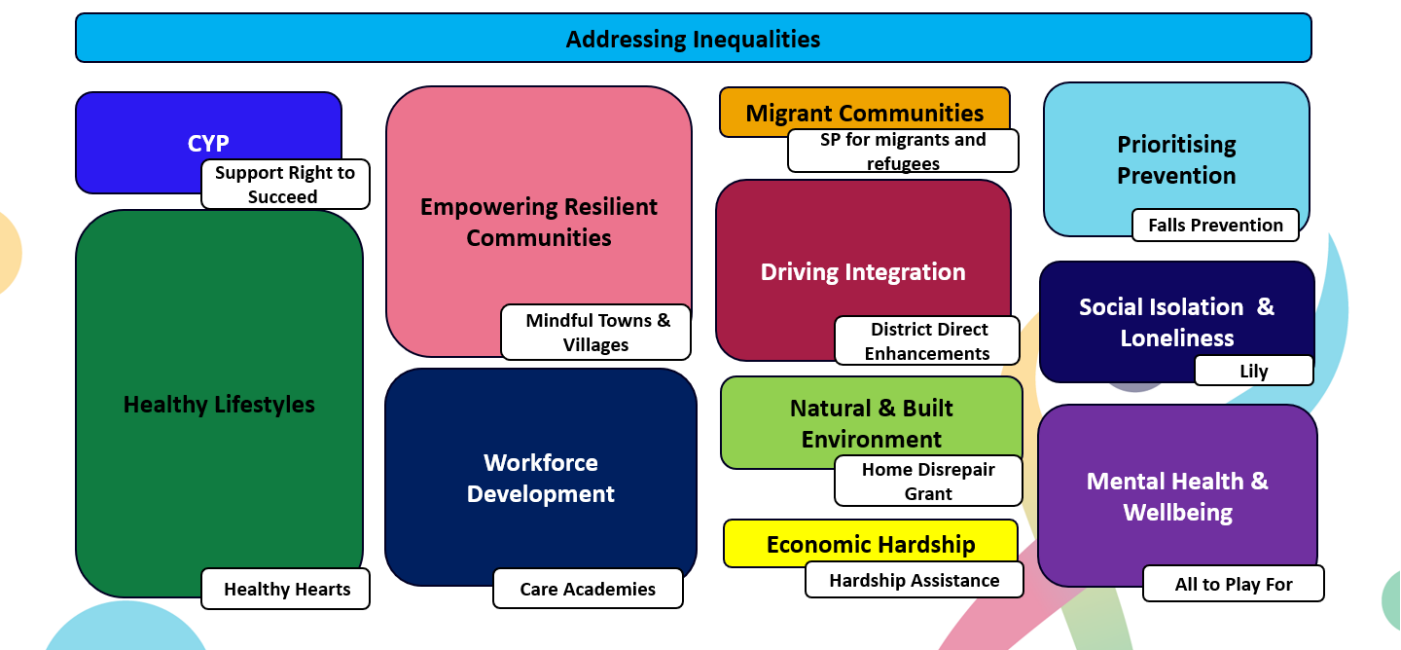 Addressing Inequalities
CYP
Support Right to
Succeed
Healthy Lifestyles
Healthy Hearts
Empowering Resilient
Communities
Mindful Towns &
Villages
Workforce
Development
Care Academies
Migrant Communities
SP for migrants and
refugees
Driving Integration
District Direct
Enhancements
Natural & Built
Environment
Home Disrepair
Grant
Economic Hardship
Hardship Assistance
Prioritising
Prevention
Falls Prevention
Social Isolation &
Loneliness
Lily
Mental Health &
Wellbeing
All to Play For